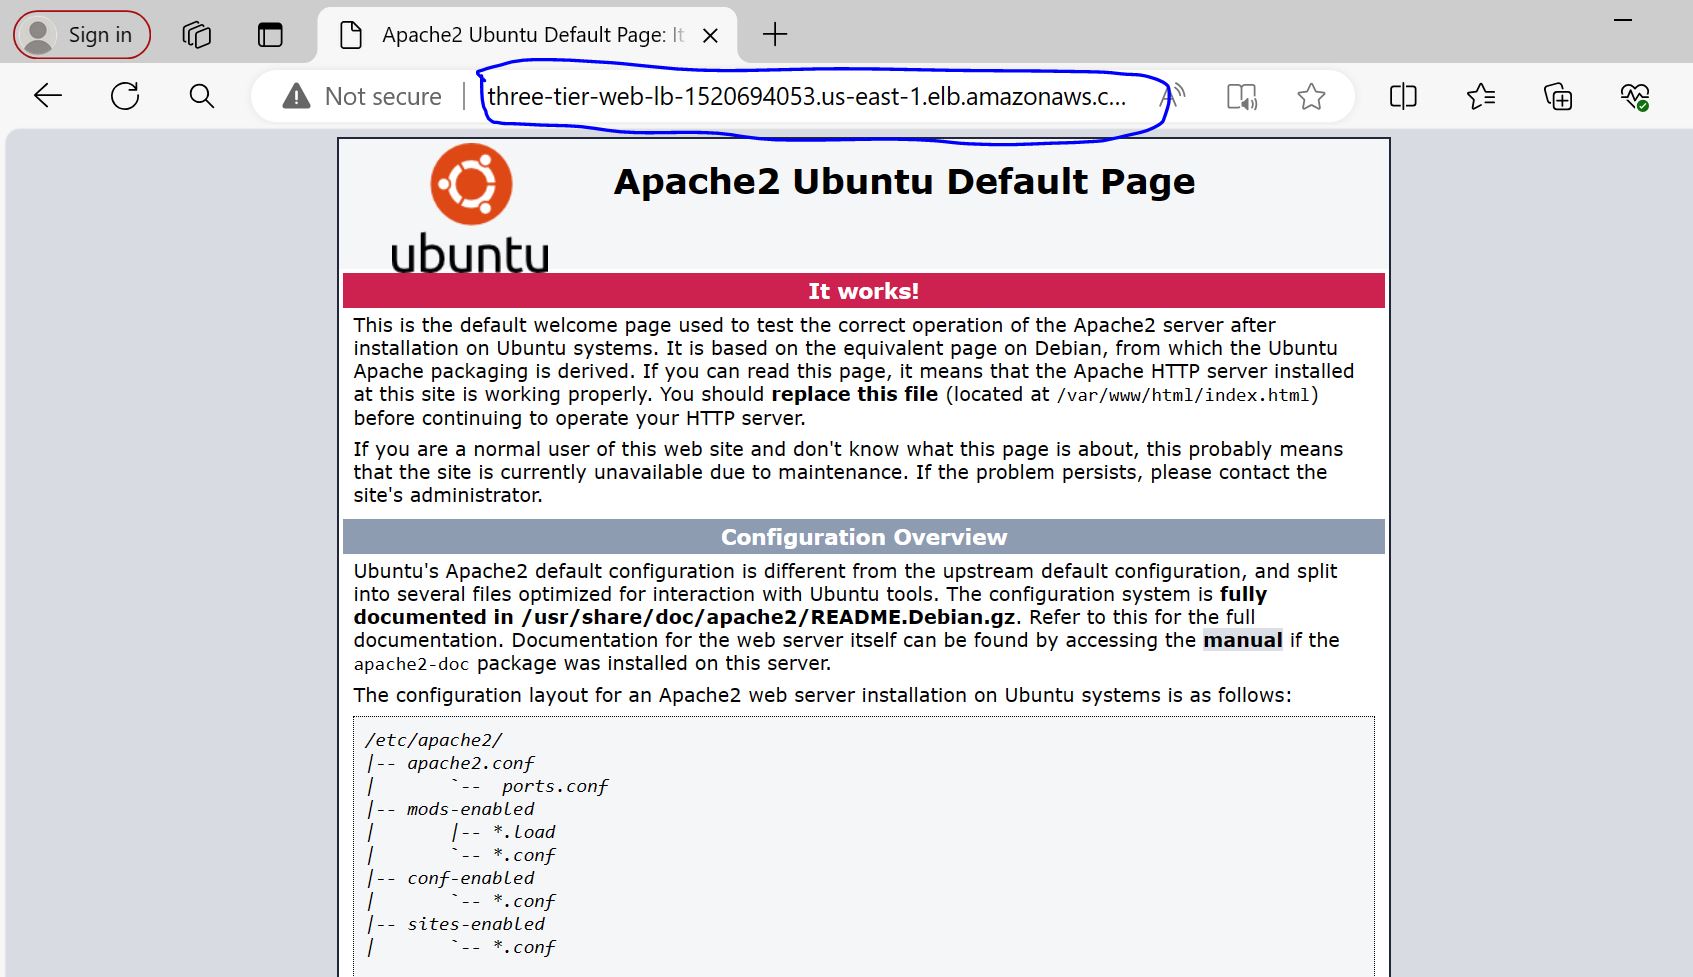 Sign in
Apache2 Ubuntu Default Page: It
Not secure
three-tier-web-lb-1520694053.us-east-1.elb.amazonaws.c...
ubuntu
Apache2 Ubuntu Default Page
It works!
This is the default welcome page used to test the correct operation of the Apache2 server after
installation on Ubuntu systems. It is based on the equivalent page on Debian, from which the Ubuntu
Apache packaging is derived. If you can read this page, it means that the Apache HTTP server installed
at this site is working properly. You should replace this file (located at /var/www/html/index.html)
before continuing to operate your HTTP server.
If you are a normal user of this web site and don't know what this page is about, this probably means
that the site is currently unavailable due to maintenance. If the problem persists, please contact the
site's administrator.
Configuration Overview
Ubuntu's Apache2 default configuration is different from the upstream default configuration, and split
into several files optimized for interaction with Ubuntu tools. The configuration system is fully
documented in /usr/share/doc/apache2/README.Debian.gz. Refer to this for the full
documentation. Documentation for the web server itself can be found by accessing the manual if the
apache2-doc package was installed on this server.
The configuration layout for an Apache2 web server installation on Ubuntu systems is as follows:
/etc/apache2/
|-- apache2.conf
|       `--  ports.conf
|-- mods-enabled
|       |-- *.load
|       `-- *.conf
|-- conf-enabled
|       `-- *.conf
|-- sites-enabled
|       `-- *.conf